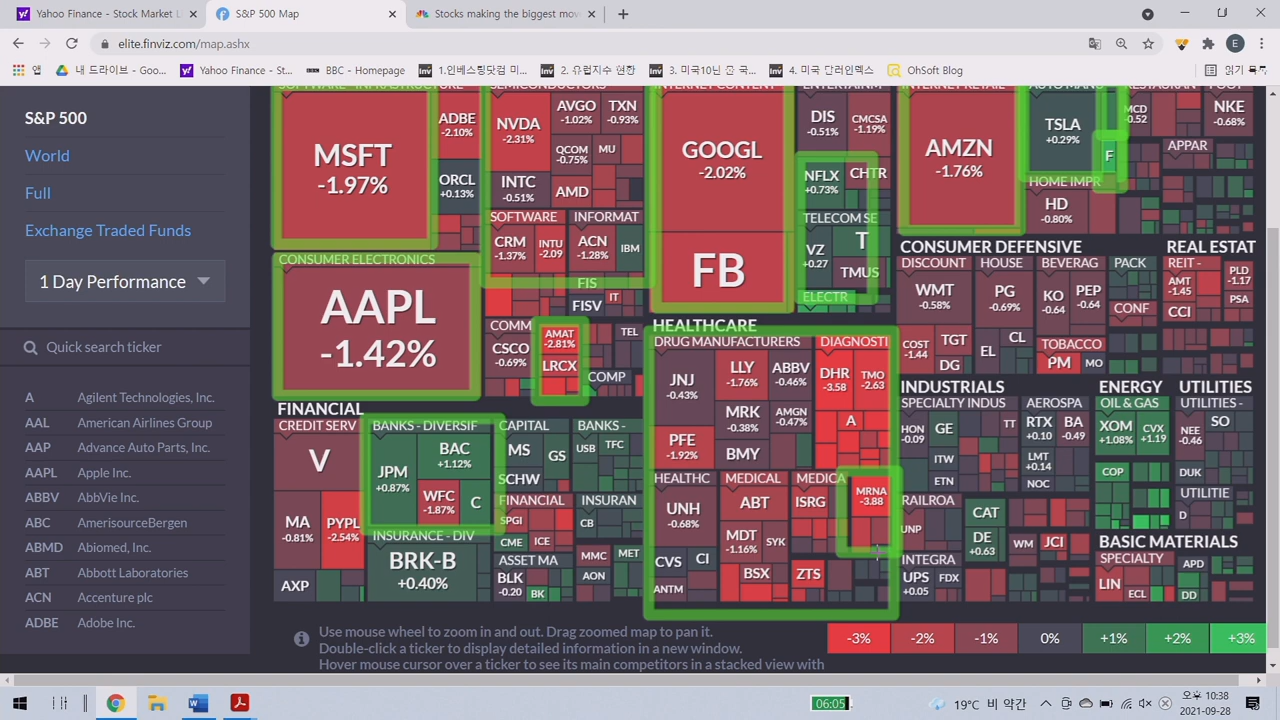 Yahoo Finance - Stock Market L
S&P 500 Map
Stocks making the biggest mov
elite.finviz.com/map.ashx
E
앱
내 드라이브 - Goo...
Yahoo Finance - St...
BBC - Homepage
1.인베스팅닷컴 미...
2. 유럽지수 현황
3. 미국10년 운 국...
4. 미국 달러인덱스
OhSoft Blog
읽기 목록
S&P 500
World
Full
Exchange Traded Funds
1 Day Performance
Quick search ticker
A Agilent Technologies, Inc.
AAL American Airlines Group
AAP Advance Auto Parts, Inc.
AAPL Apple Inc.
ABBV AbbVie Inc.
ABC AmerisourceBergen
ABMD Abiomed, Inc.
ABT Abbott Laboratories
ACN Accenture plc
ADBE Adobe Inc.
SOFTWARE - INFRASTRUCTURE
MSFT
-1.97%
ADBE
-2.10%
ORCL
+0.13%
CONSUMER ELECTRONICS
AAPL
-1.42%
SEMICONDUCTORS
NVDA
-2.31%
AVGO
-1.02%
TXN
-0.93%
QCOM
-0.75%
MU
INTC
-0.51%
AMD
SOFTWARE
CRM
-1.37%
INTU
-2.09
INFORMAT
ACN
-1.28%
IBM
FIS
FISV
IT
COMM
CSCO
-0.69%
AMAT
-2.81%
LRCX
TEL
COMP
INTERNET CONTENT
GOOGL
-2.02%
FB
ENTERTAINM
DIS
-0.51%
CMCSA
-1.19%
NFLX
+0.73%
CHTR
TELECOM SE
VZ
+0.27
T
TMUS
ELECTR
INTERNET RETAIL
AMZN
-1.76%
AUTO MANU
TSLA
+0.29%
F
HOME IMPR
HD
-0.80%
RESTAURAN
MCD
-0.52
FOOT
NKE
-0.68%
APPAR
CONSUMER DEFENSIVE
DISCOUNT
WMT
-0.58%
COST
-1.44
TGT
DG
HOUSE
PG
-0.69%
EL
CL
BEVERAG
KO
-0.64
PEP
-0.64
TOBACCO
PM
MO
PACK
CONF
REAL ESTAT
REIT -
AMT
-1.45
CCI
PLD
-1.17
PSA
FINANCIAL
CREDIT SERV
V
MA
-0.81%
PYPL
-2.54%
AXP
BANKS - DIVERSIF
JPM
+0.87%
BAC
+1.12%
WFC
-1.87%
C
INSURANCE - DIV
BRK-B
+0.40%
CAPITAL
MS
GS
SCHW
BANKS -
USB
TFC
FINANCIAL
SPGI
CME
ICE
INSURAN
CB
ASSET MA
BLK
-0.20
BK
MMC
MET
AON
HEALTHCARE
DRUG MANUFACTURERS
JNJ
-0.43%
LLY
-1.76%
ABBV
-0.46%
MRK
-0.38%
AMGN
-0.47%
PFE
-1.92%
BMY
DIAGNOSTI
DHR
-3.58
TMO
-2.63
A
HEALTHC
UNH
-0.68%
CVS
CI
ANTM
MEDICAL
ABT
MDT
-1.16%
SYK
BSX
MEDICA
ISRG
ZTS
MRNA
-3.88
INDUSTRIALS
SPECIALTY INDUS
HON
-0.09
GE
TT
ITW
ETN
AEROSPA
RTX
+0.10
BA
-0.49
LMT
+0.14
NOC
RAILROA
UNP
CAT
DE
+0.63
WM
JCI
INTEGRA
UPS
+0.05
FDX
ENERGY
OIL & GAS
XOM
+1.08%
CVX
+1.19
COP
UTILITIES
UTILITIES -
NEE
-0.46
SO
DUK
UTILITIE
D
BASIC MATERIALS
SPECIALTY
LIN
ECL
APD
DD
Use mouse wheel to zoom in and out. Drag zoomed map to pan it.
Double-click a ticker to display detailed information in a new window.
Hover mouse cursor over a ticker to see its main competitors in a stacked view with
-3% -2% -1% 0% +1% +2% +3%
06:05
19°C 비 약간
오후 10:38
2021-09-28